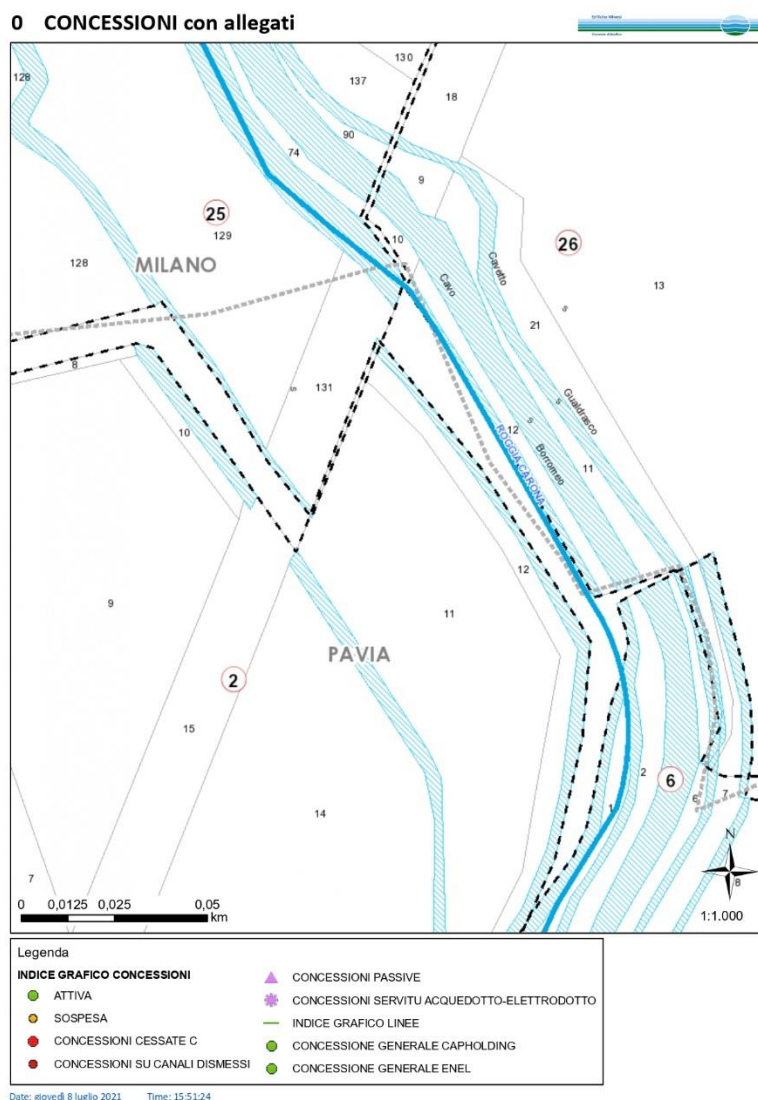 0 CONCESSIONI con allegati
130
128
137
18
90
74
9
25
129
10
26
128
MILANO
Cavo
Cavetto
13
21
s
8
s
131
Gualdrasco
s
12
s
10
ROGGIA CARONA
Borromeo
11
12
9
11
PAVIA
2
15
2
6
1
6
7
14
7
N
8
0 0,0125 0,025 0,05
km
1:1.000
Legenda
INDICE GRAFICO CONCESSIONI
ATTIVA
SOSPESA
CONCESSIONI CESSATE C
CONCESSIONI SU CANALI DISMESSI
CONCESSIONI PASSIVE
CONCESSIONI SERVITU ACQUEDOTTO-ELETTRODOTTO
INDICE GRAFICO LINEE
CONCESSIONE GENERALE CAPHOLDING
CONCESSIONE GENERALE ENEL
Date: giovedì 8 luglio 2021 Time: 15:51:24